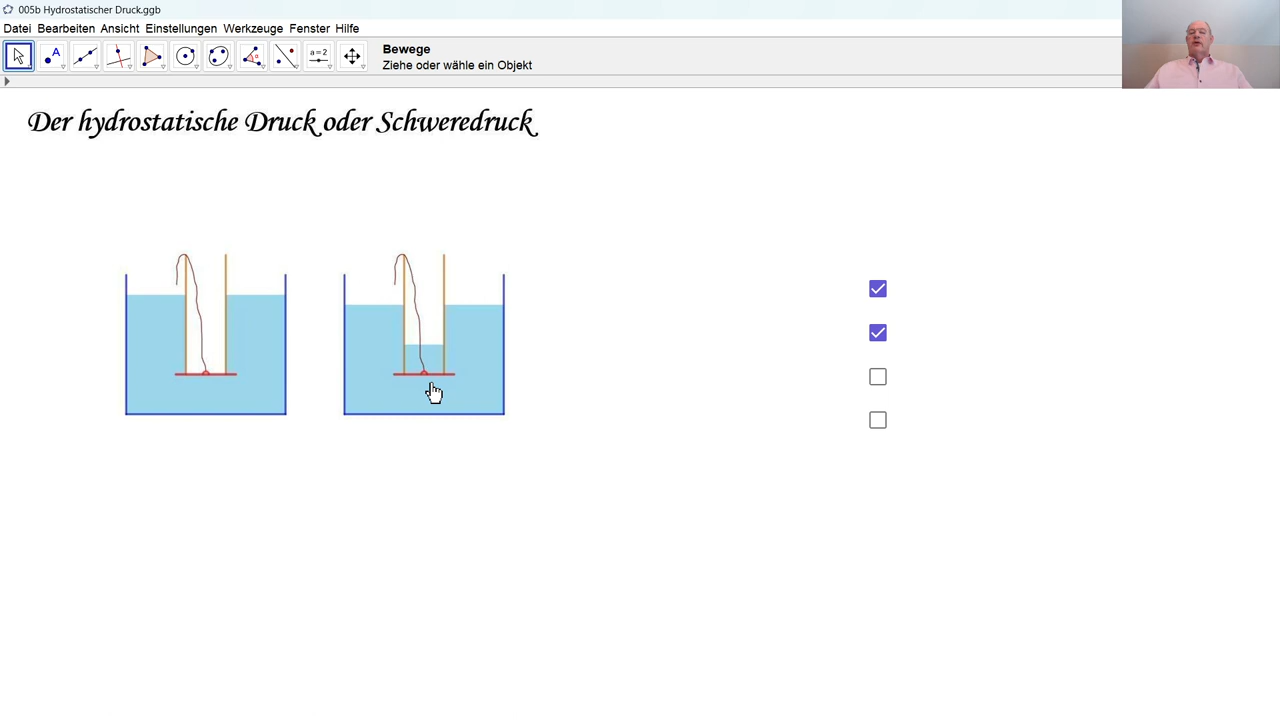 005b Hydrostatischer Druck.ggb
Datei Bearbeiten Ansicht Einstellungen Werkzeuge Fenster Hilfe
A
a=2
Bewege
Ziehe oder wähle ein Objekt
Der hydrostatische Druck oder Schweredruck